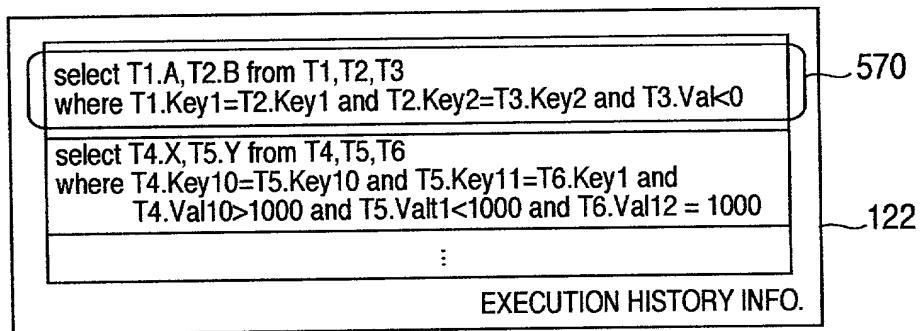 select T1.A,T2.B from T1,T2,T3
where T1.Key1=T2.Key1 and T2.Key2=T3.Key2 and T3.Val<0
570
select T4.X,T5.Y from T4,T5,T6
where T4.Key10=T5.Key10 and T5.Key11=T6.Key1 and
T4.Val10>1000 and T5.Valt1<1000 and T6.Val12 = 1000
122
⋮
EXECUTION HISTORY INFO.